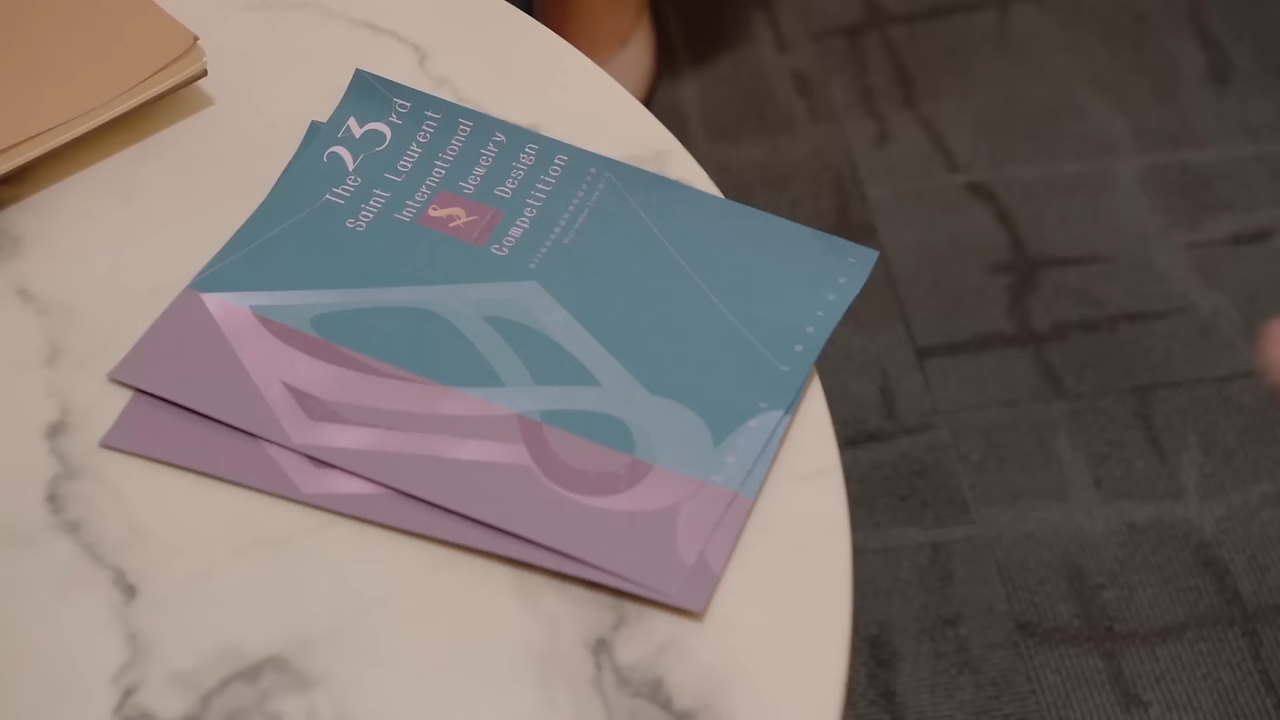 The 23rd
Saint Laurent
International
Jewelry
Design
Competition